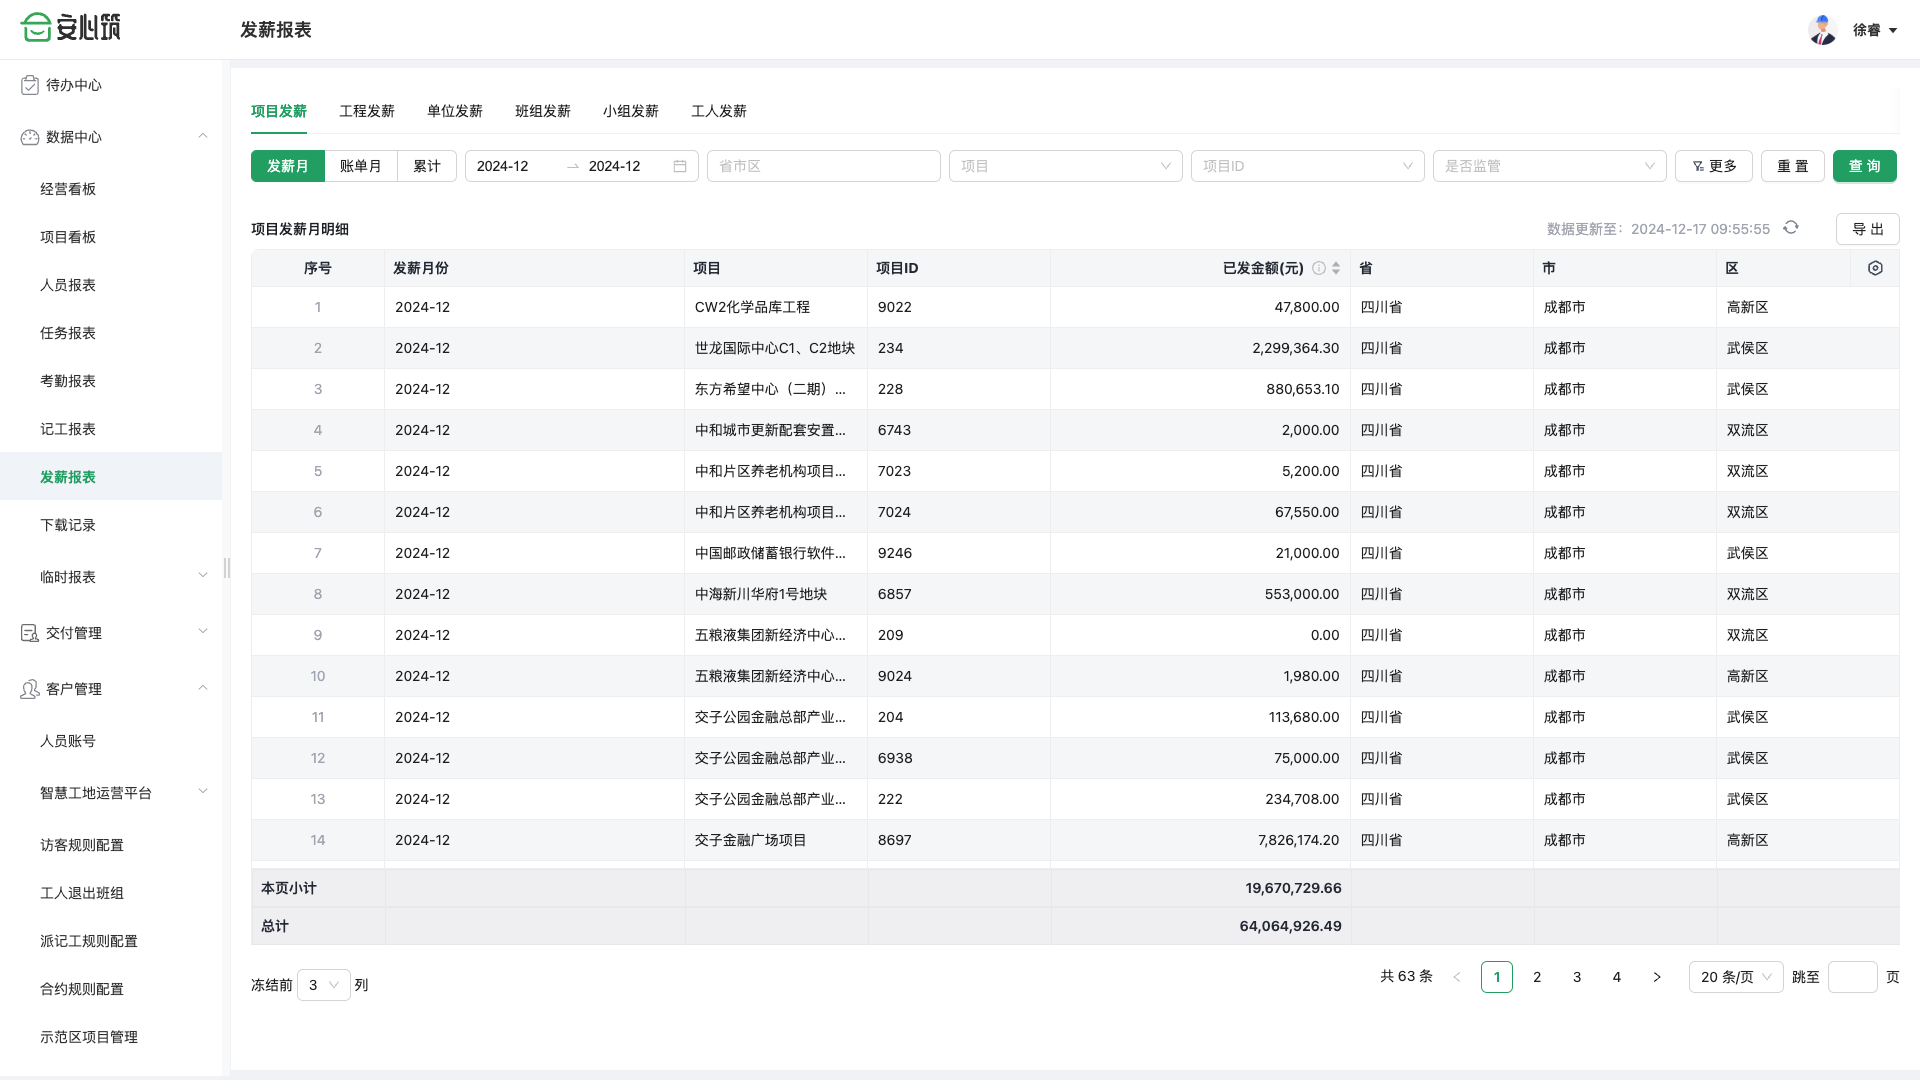 安心筑
发薪报表
徐睿
待办中心
数据中心
经营看板
项目看板
人员报表
任务报表
考勤报表
记工报表
发薪报表
下载记录
临时报表
交付管理
客户管理
人员账号
智慧工地运营平台
访客规则配置
工人退出班组
派记工规则配置
合约规则配置
示范区项目管理
项目发薪 工程发薪 单位发薪 班组发薪 小组发薪 工人发薪
发薪月 账单月 累计 2024-12 → 2024-12 省市区 项目 项目ID 是否监管 更多 重 置 查 询
项目发薪月明细 数据更新至：2024-12-17 09:55:55 导 出
序号 发薪月份 项目 项目ID 已发金额(元) 省 市 区
1 2024-12 CW2化学品库工程 9022 47,800.00 四川省 成都市 高新区
2 2024-12 世龙国际中心C1、C2地块 234 2,299,364.30 四川省 成都市 武侯区
3 2024-12 东方希望中心（二期）... 228 880,653.10 四川省 成都市 武侯区
4 2024-12 中和城市更新配套安置... 6743 2,000.00 四川省 成都市 双流区
5 2024-12 中和片区养老机构项目... 7023 5,200.00 四川省 成都市 双流区
6 2024-12 中和片区养老机构项目... 7024 67,550.00 四川省 成都市 双流区
7 2024-12 中国邮政储蓄银行软件... 9246 21,000.00 四川省 成都市 武侯区
8 2024-12 中海新川华府1号地块 6857 553,000.00 四川省 成都市 双流区
9 2024-12 五粮液集团新经济中心... 209 0.00 四川省 成都市 双流区
10 2024-12 五粮液集团新经济中心... 9024 1,980.00 四川省 成都市 高新区
11 2024-12 交子公园金融总部产业... 204 113,680.00 四川省 成都市 武侯区
12 2024-12 交子公园金融总部产业... 6938 75,000.00 四川省 成都市 武侯区
13 2024-12 交子公园金融总部产业... 222 234,708.00 四川省 成都市 武侯区
14 2024-12 交子金融广场项目 8697 7,826,174.20 四川省 成都市 高新区
本页小计 19,670,729.66
总计 64,064,926.49
冻结前 3 列 共 63 条 < 1 2 3 4 > 20 条/页 跳至 页